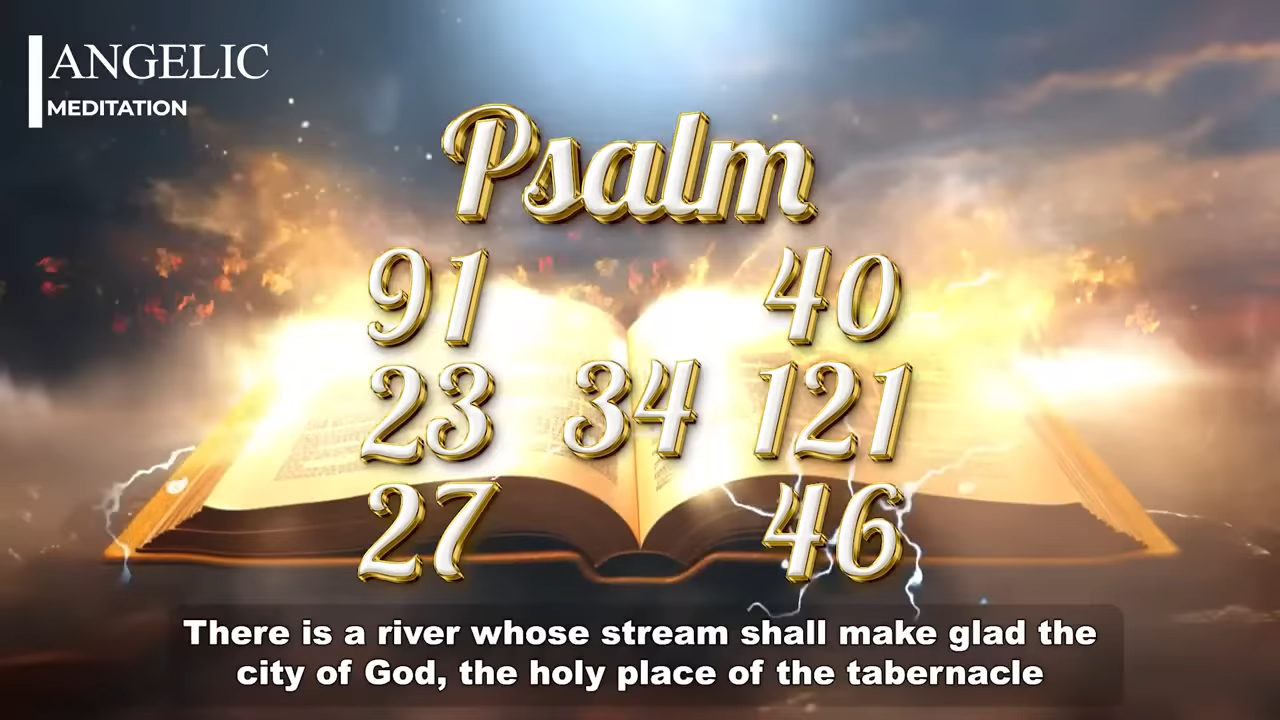 ANGELIC
MEDITATION
Psalm
91 40
23 34 121
27 46
There is a river whose stream shall make glad the
city of God, the holy place of the tabernacle